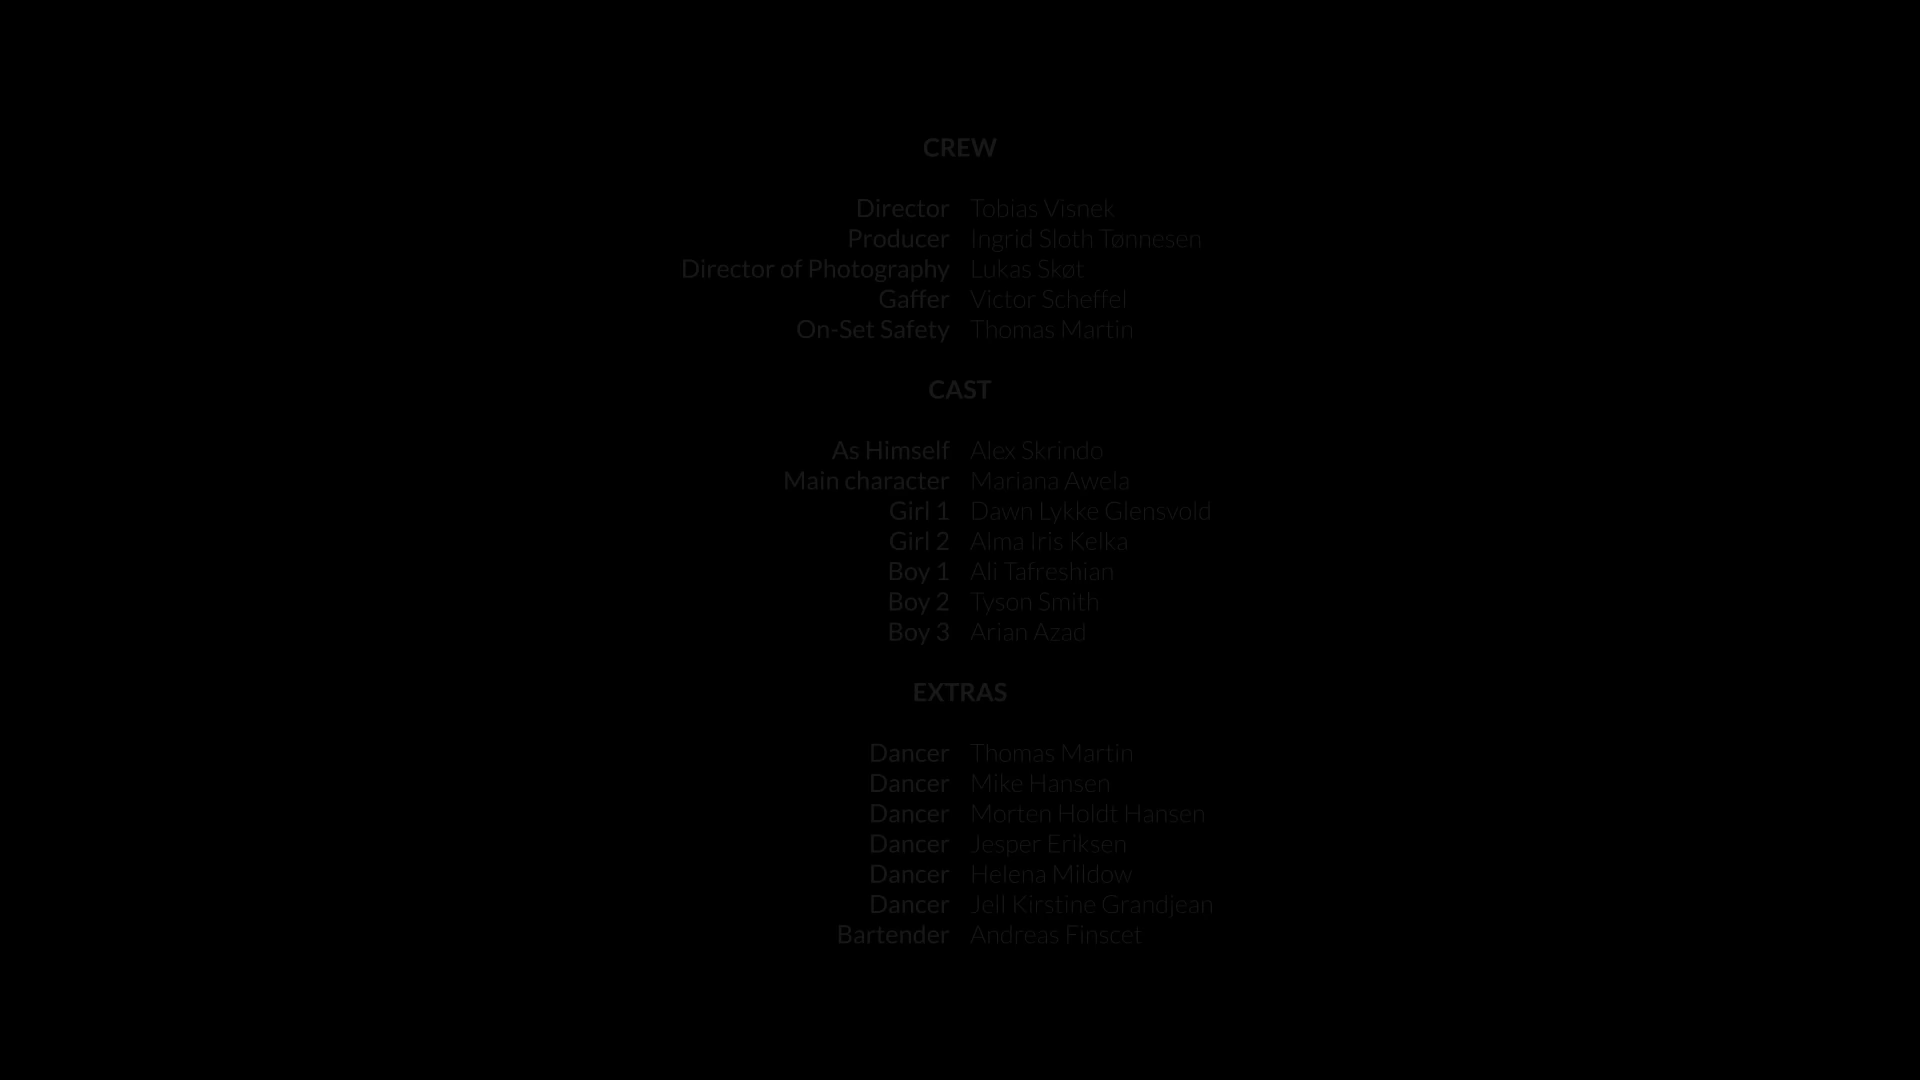 CREW
Director Tobias Visnek
Producer Ingrid Sloth Tønnesen
Director of Photography Lukas Skøt
Gaffer Victor Scheffel
On-Set Safety Thomas Martin
CAST
As Himself Alex Skrindo
Main character Mariana Awela
Girl 1 Dawn Lykke Glensvold
Girl 2 Alma Iris Kelka
Boy 1 Ali Tafreshian
Boy 2 Tyson Smith
Boy 3 Arian Azad
EXTRAS
Dancer Thomas Martin
Dancer Mike Hansen
Dancer Morten Holdt Hansen
Dancer Jesper Eriksen
Dancer Helena Mildow
Dancer Jell Kirstine Grandjean
Bartender Andreas Finscet